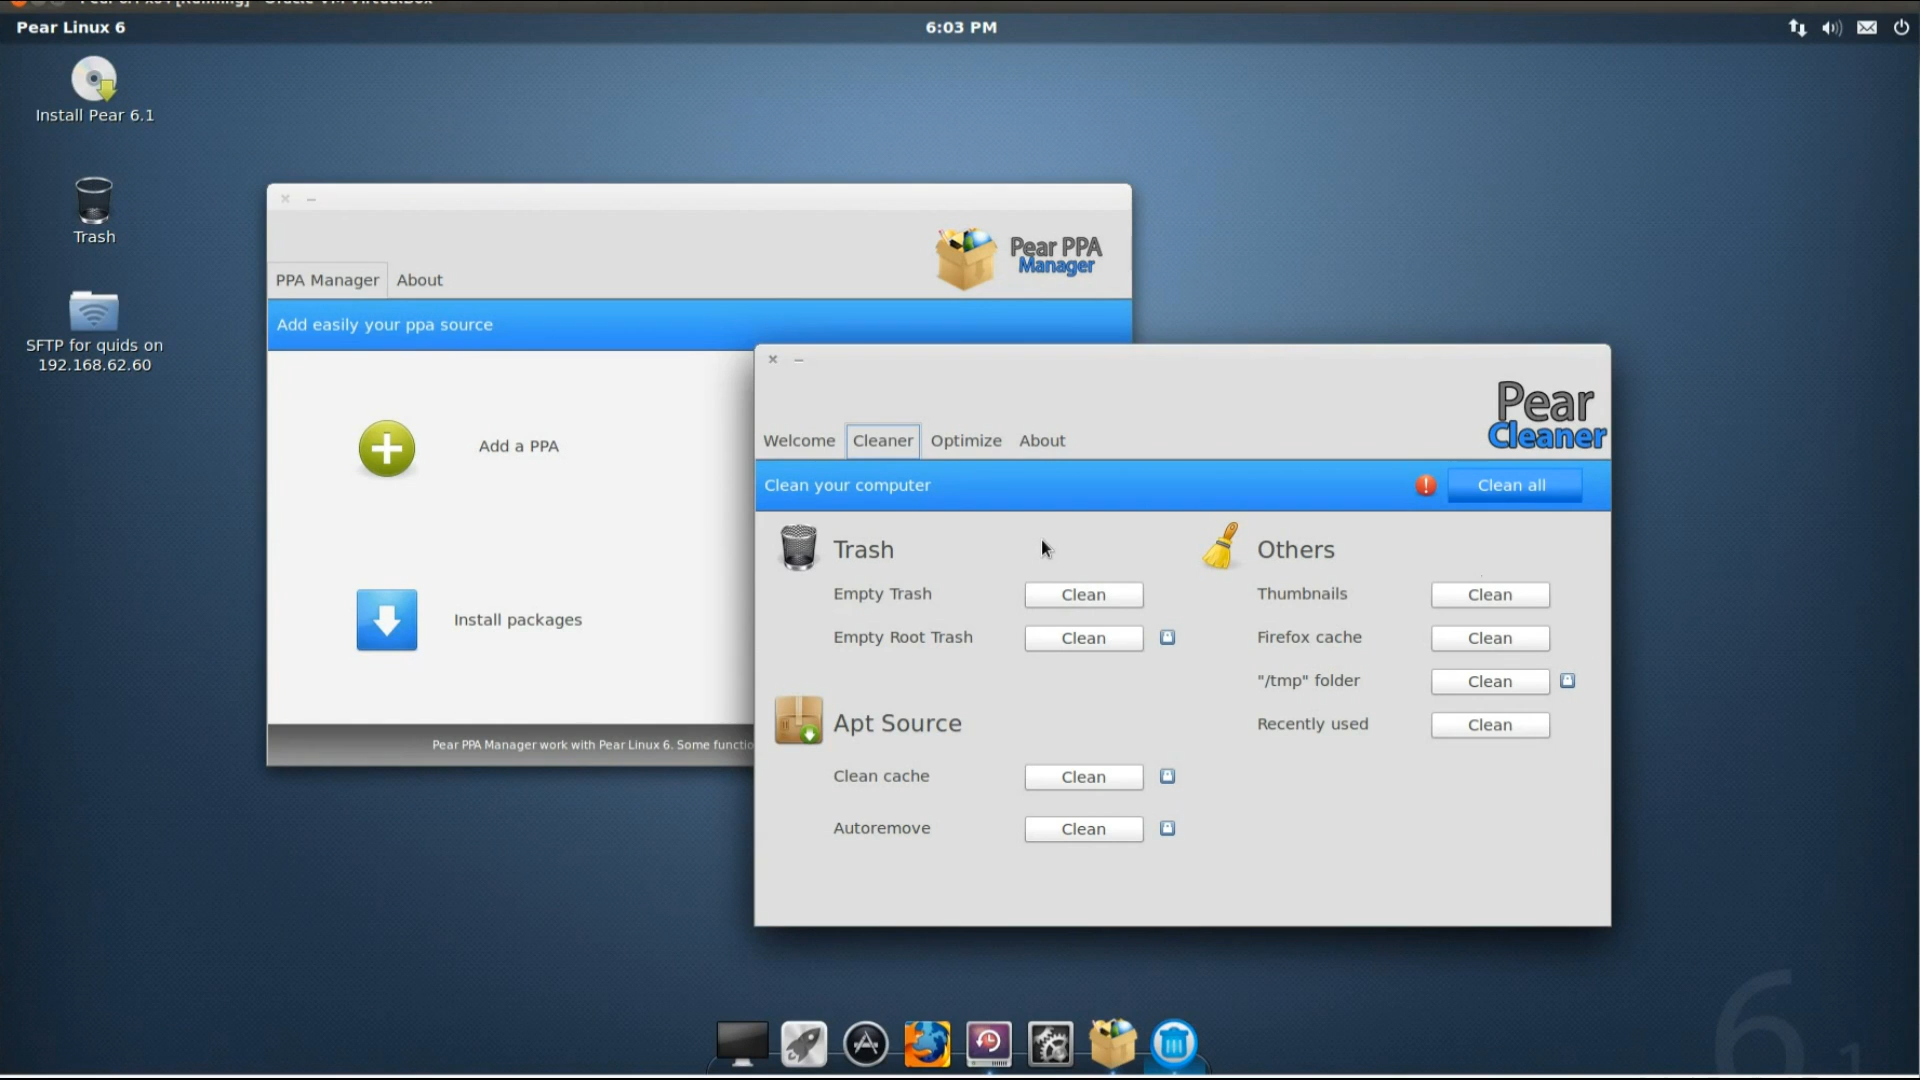 Pear Linux 6
6:03 PM
Install Pear 6.1
Trash
SFTP for quids on
192.168.62.60
Pear PPA
Manager
PPA Manager
About
Add easily your ppa source
Add a PPA
Install packages
Pear PPA Manager work with Pear Linux 6. Some functio
Pear
Cleaner
Welcome
Cleaner
Optimize
About
Clean your computer
Clean all
Trash
Empty Trash
Clean
Empty Root Trash
Clean
Apt Source
Clean cache
Clean
Autoremove
Clean
Others
Thumbnails
Clean
Firefox cache
Clean
"/tmp" folder
Clean
Recently used
Clean
6.1